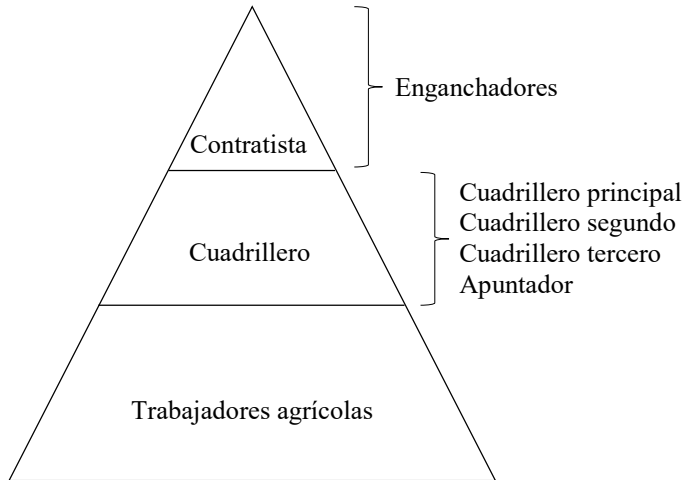 Enganchadores
Contratista
Cuadrillero principal
Cuadrillero segundo
Cuadrillero tercero
Apuntador
Cuadrillero
Trabajadores agrícolas